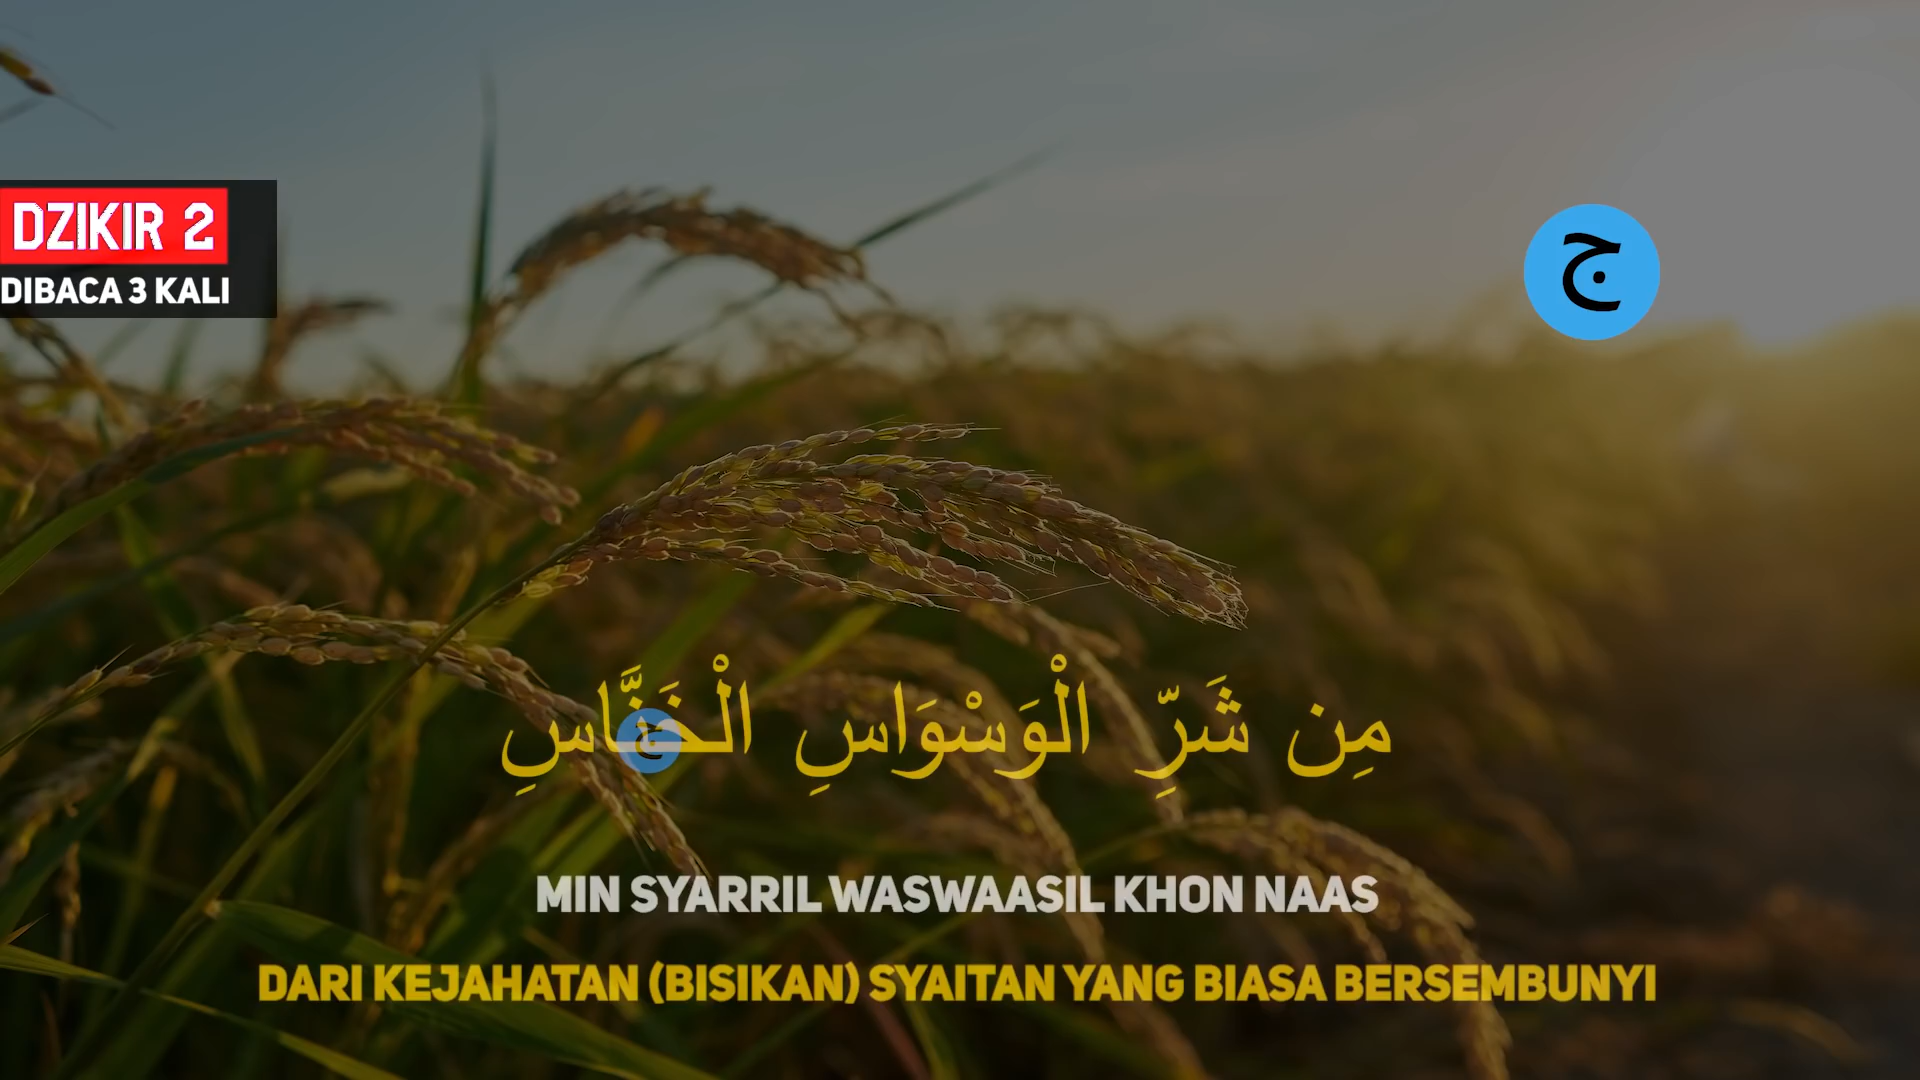 DZIKIR 2
DIBACA 3 KALI
ج
مِن شَرِّ الْوَسْوَاسِ الْخَنَّاسِ
ج
MIN SYARRIL WASWAASIL KHON NAAS
DARI KEJAHATAN (BISIKAN) SYAITAN YANG BIASA BERSEMBUNYI